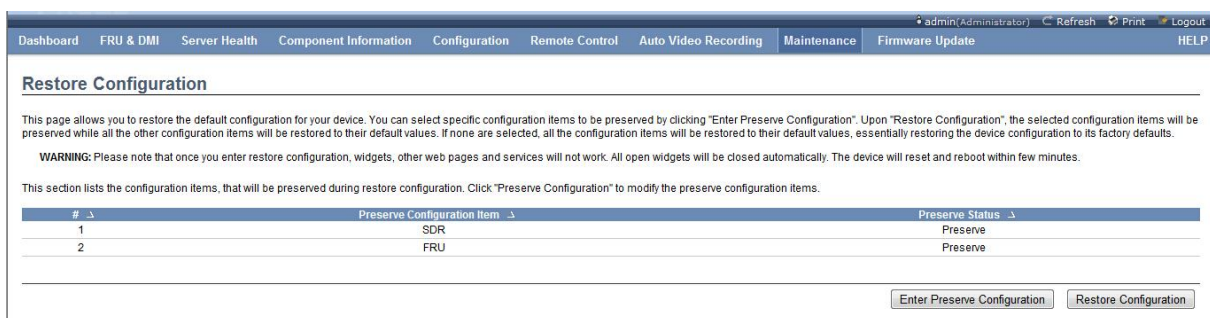 admin(Administrator) Refresh Print Logout
Dashboard FRU & DMI Server Health Component Information Configuration Remote Control Auto Video Recording Maintenance Firmware Update HELP
Restore Configuration
This page allows you to restore the default configuration for your device. You can select specific configuration items to be preserved by clicking "Enter Preserve Configuration". Upon "Restore Configuration", the selected configuration items will be
preserved while all the other configuration items will be restored to their default values. If none are selected, all the configuration items will be restored to their default values, essentially restoring the device configuration to its factory defaults.
WARNING: Please note that once you enter restore configuration, widgets, other web pages and services will not work. All open widgets will be closed automatically. The device will reset and reboot within few minutes.
This section lists the configuration items, that will be preserved during restore configuration. Click "Preserve Configuration" to modify the preserve configuration items.
# Preserve Configuration Item Preserve Status
1 SDR Preserve
2 FRU Preserve
Enter Preserve Configuration Restore Configuration